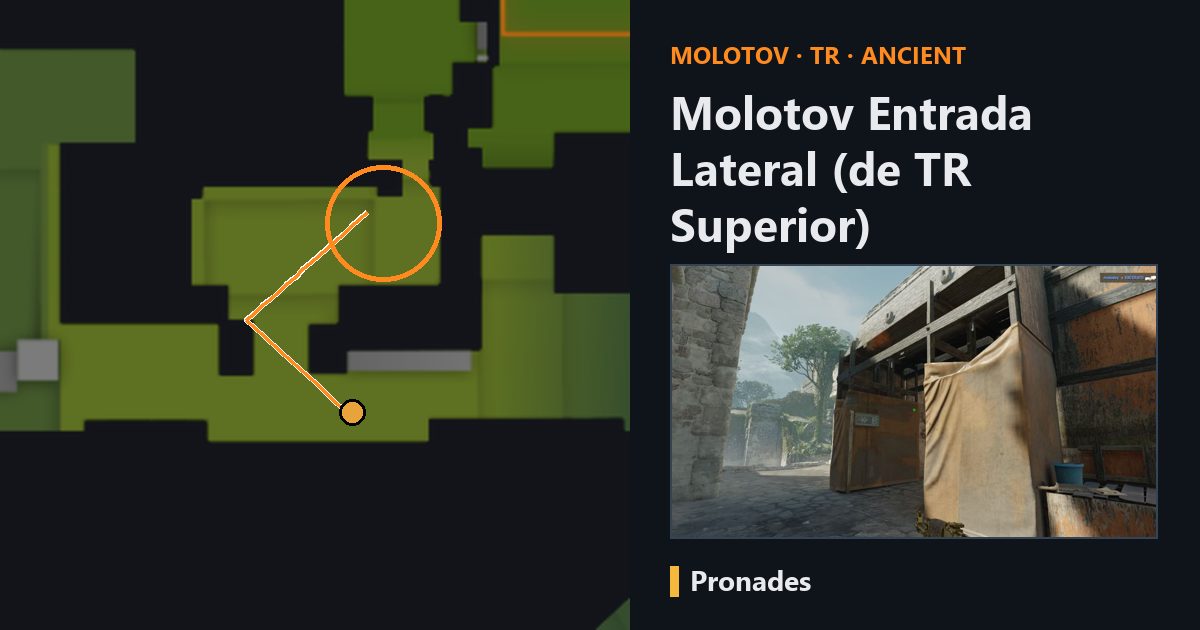 MOLOTOV · TR · ANCIENT
Molotov Entrada
Lateral (de TR
Superior)
Pronades